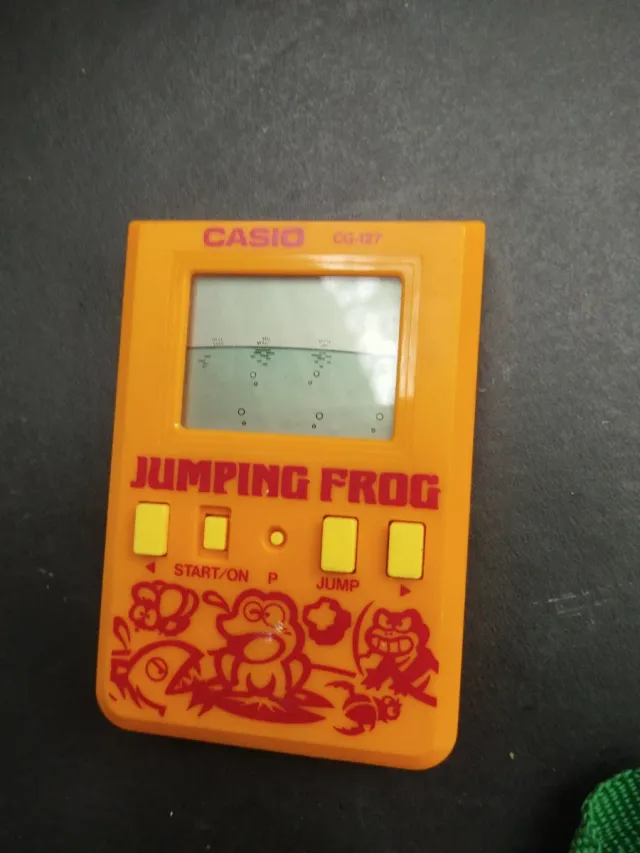 CASIO CG-127
JUMPING FROG
START/ON P JUMP